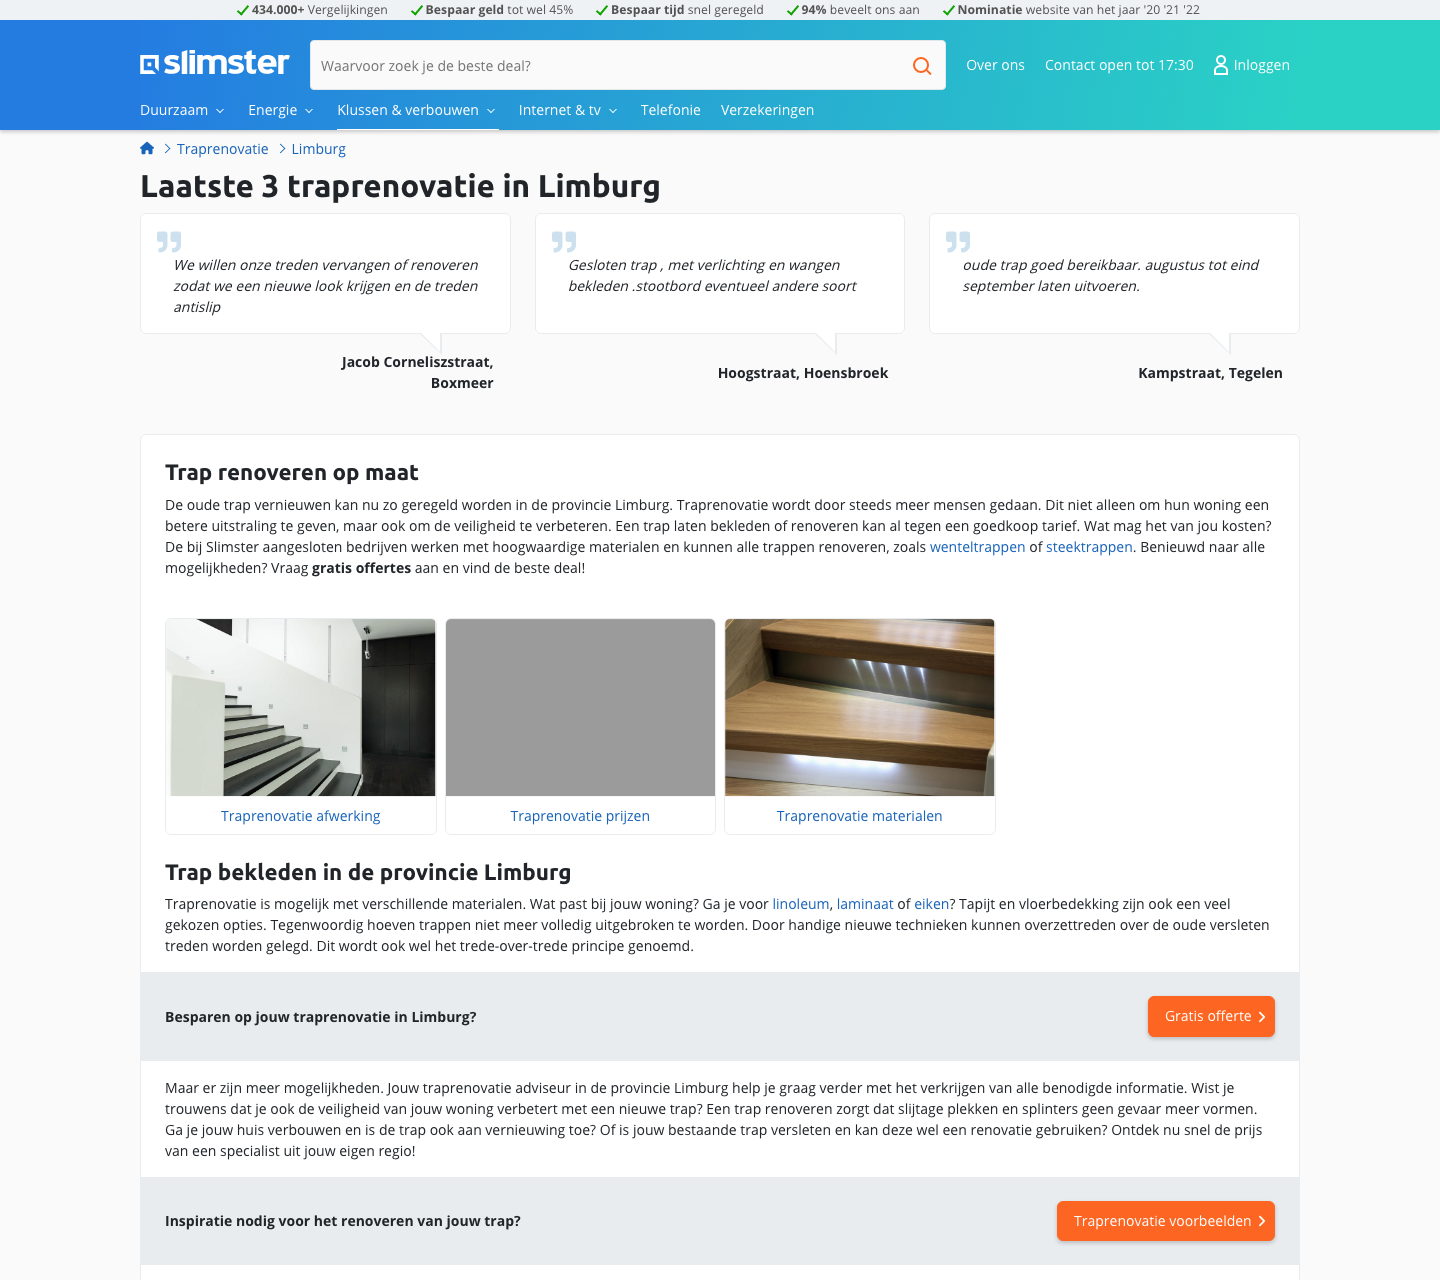 434.000+ Vergelijkingen Bespaar geld tot wel 45% Bespaar tijd snel geregeld 94% beveelt ons aan Nominatie website van het jaar '20 '21 '22
slimster
Waarvoor zoek je de beste deal?
Over ons Contact open tot 17:30 Inloggen
Duurzaam Energie Klussen & verbouwen Internet & tv Telefonie Verzekeringen
Traprenovatie Limburg
Laatste 3 traprenovatie in Limburg
We willen onze treden vervangen of renoveren
zodat we een nieuwe look krijgen en de treden
antislip
Jacob Corneliszstraat,
Boxmeer
Gesloten trap , met verlichting en wangen
bekleden .stootbord eventueel andere soort
Hoogstraat, Hoensbroek
oude trap goed bereikbaar. augustus tot eind
september laten uitvoeren.
Kampstraat, Tegelen
Trap renoveren op maat
De oude trap vernieuwen kan nu zo geregeld worden in de provincie Limburg. Traprenovatie wordt door steeds meer mensen gedaan. Dit niet alleen om hun woning een
betere uitstraling te geven, maar ook om de veiligheid te verbeteren. Een trap laten bekleden of renoveren kan al tegen een goedkoop tarief. Wat mag het van jou kosten?
De bij Slimster aangesloten bedrijven werken met hoogwaardige materialen en kunnen alle trappen renoveren, zoals wenteltrappen of steektrappen. Benieuwd naar alle
mogelijkheden? Vraag gratis offertes aan en vind de beste deal!
Traprenovatie afwerking
Traprenovatie prijzen
Traprenovatie materialen
Trap bekleden in de provincie Limburg
Traprenovatie is mogelijk met verschillende materialen. Wat past bij jouw woning? Ga je voor linoleum, laminaat of eiken? Tapijt en vloerbedekking zijn ook een veel
gekozen opties. Tegenwoordig hoeven trappen niet meer volledig uitgebroken te worden. Door handige nieuwe technieken kunnen overzettreden over de oude versleten
treden worden gelegd. Dit wordt ook wel het trede-over-trede principe genoemd.
Besparen op jouw traprenovatie in Limburg?
Gratis offerte
Maar er zijn meer mogelijkheden. Jouw traprenovatie adviseur in de provincie Limburg help je graag verder met het verkrijgen van alle benodigde informatie. Wist je
trouwens dat je ook de veiligheid van jouw woning verbetert met een nieuwe trap? Een trap renoveren zorgt dat slijtage plekken en splinters geen gevaar meer vormen.
Ga je jouw huis verbouwen en is de trap ook aan vernieuwing toe? Of is jouw bestaande trap versleten en kan deze wel een renovatie gebruiken? Ontdek nu snel de prijs
van een specialist uit jouw eigen regio!
Inspiratie nodig voor het renoveren van jouw trap?
Traprenovatie voorbeelden